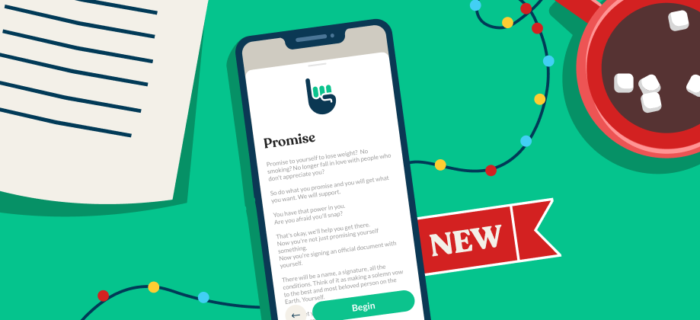 Promise
Promise to yourself to lose weight? No
smoking? No longer fall in love with people who
don't appreciate you?
So do what you promise and you will get what
you want. We will support.
You have that power in you.
Are you afraid you'll snap?
That's okay, we'll help you get there.
Now you're not just promising yourself
something.
Now you're signing an official document with
yourself.
There will be a name, a signature, all the
conditions. Think of it as making a solemn vow
to the best and most beloved person on the
Earth: Yourself.
Begin
NEW